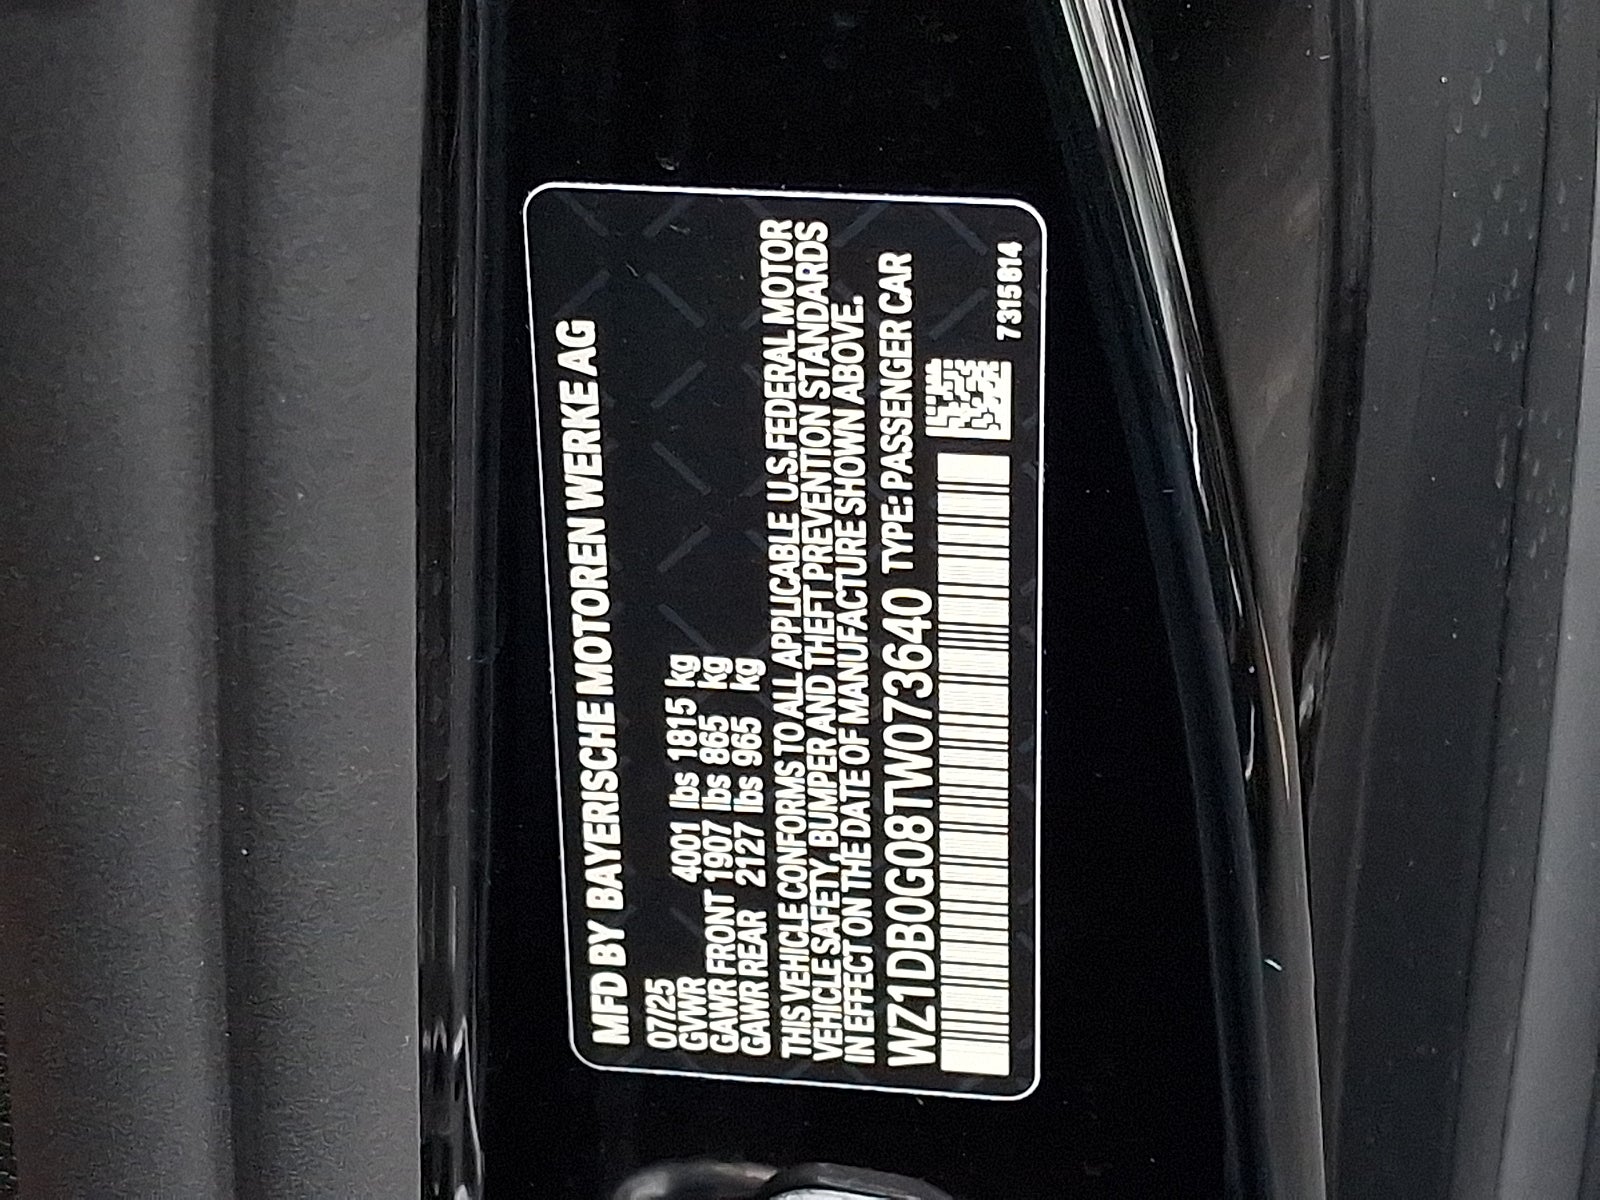 MFD BY BAYERISCHE MOTOREN WERKE AG
07/25
GVWR 4001 lbs 1815 kg
GAWR FRONT 1907 lbs 865 kg
GAWR REAR 2127 lbs 965 kg
THIS VEHICLE CONFORMS TO ALL APPLICABLE U.S. FEDERAL MOTOR
VEHICLE SAFETY, BUMPER AND THEFT PREVENTION STANDARDS
IN EFFECT ON THE DATE OF MANUFACTURE SHOWN ABOVE.
WZ1DB0G08TW073640 TYPE: PASSENGER CAR
7315614